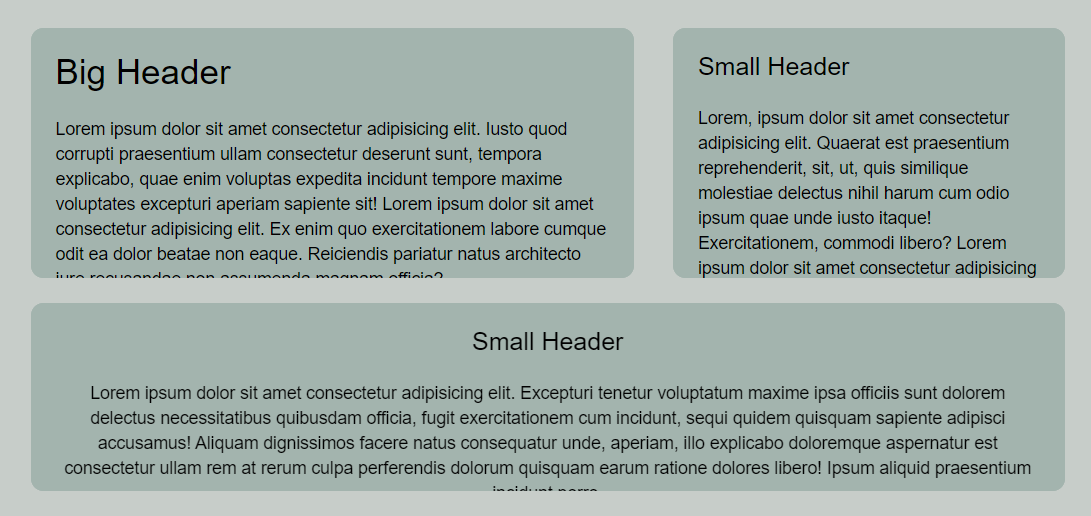 Big Header
Lorem ipsum dolor sit amet consectetur adipisicing elit. Iusto quod
corrupti praesentium ullam consectetur deserunt sunt, tempora
explicabo, quae enim voluptas expedita incidunt tempore maxime
voluptates excepturi aperiam sapiente sit! Lorem ipsum dolor sit amet
consectetur adipisicing elit. Ex enim quo exercitationem labore cumque
odit ea dolor beatae non eaque. Reiciendis pariatur natus architecto
iure recusandae non assumenda magnam officia?
Small Header
Lorem, ipsum dolor sit amet consectetur
adipisicing elit. Quaerat est praesentium
reprehenderit, sit, ut, quis similique
molestiae delectus nihil harum cum odio
ipsum quae unde iusto itaque!
Exercitationem, commodi libero? Lorem
ipsum dolor sit amet consectetur adipisicing
Small Header
Lorem ipsum dolor sit amet consectetur adipisicing elit. Excepturi tenetur voluptatum maxime ipsa officiis sunt dolorem
delectus necessitatibus quibusdam officia, fugit exercitationem cum incidunt, sequi quidem quisquam sapiente adipisci
accusamus! Aliquam dignissimos facere natus consequatur unde, aperiam, illo explicabo doloremque aspernatur est
consectetur ullam rem at rerum culpa perferendis dolorum quisquam earum ratione dolores libero! Ipsum aliquid praesentium
incidunt